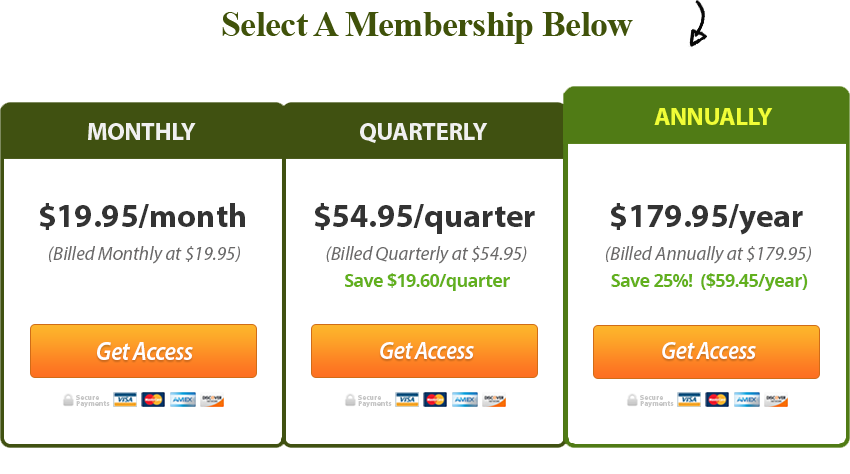 Select A Membership Below
MONTHLY
$19.95/month
(Billed Monthly at $19.95)
Get Access
Secure
Payments
VISA
MasterCard
AMEX
DISCOVER
QUARTERLY
$54.95/quarter
(Billed Quarterly at $54.95)
Save $19.60/quarter
Get Access
Secure
Payments
VISA
MasterCard
AMEX
DISCOVER
ANNUALLY
$179.95/year
(Billed Annually at $179.95)
Save 25%! ($59.45/year)
Get Access
Secure
Payments
VISA
MasterCard
AMEX
DISCOVER